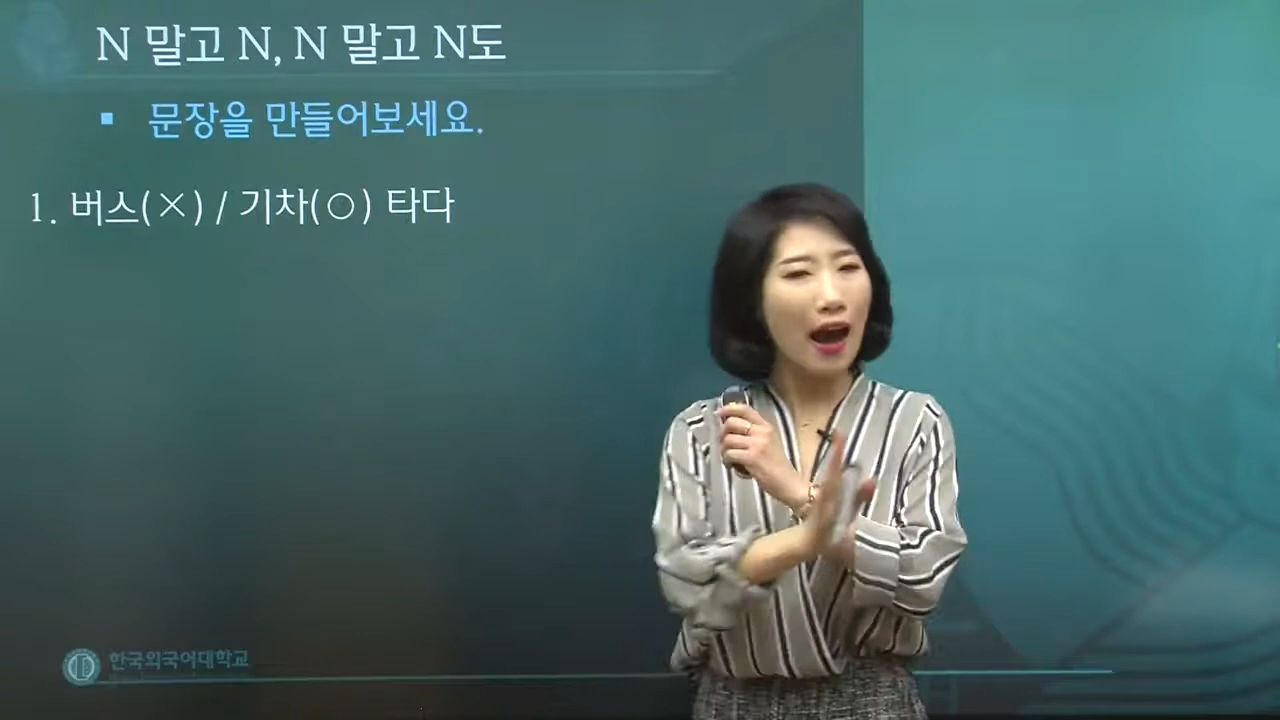 N 말고 N, N 말고 N도
▪ 문장을 만들어보세요.
1. 버스(×) / 기차(○) 타다
한국외국어대학교